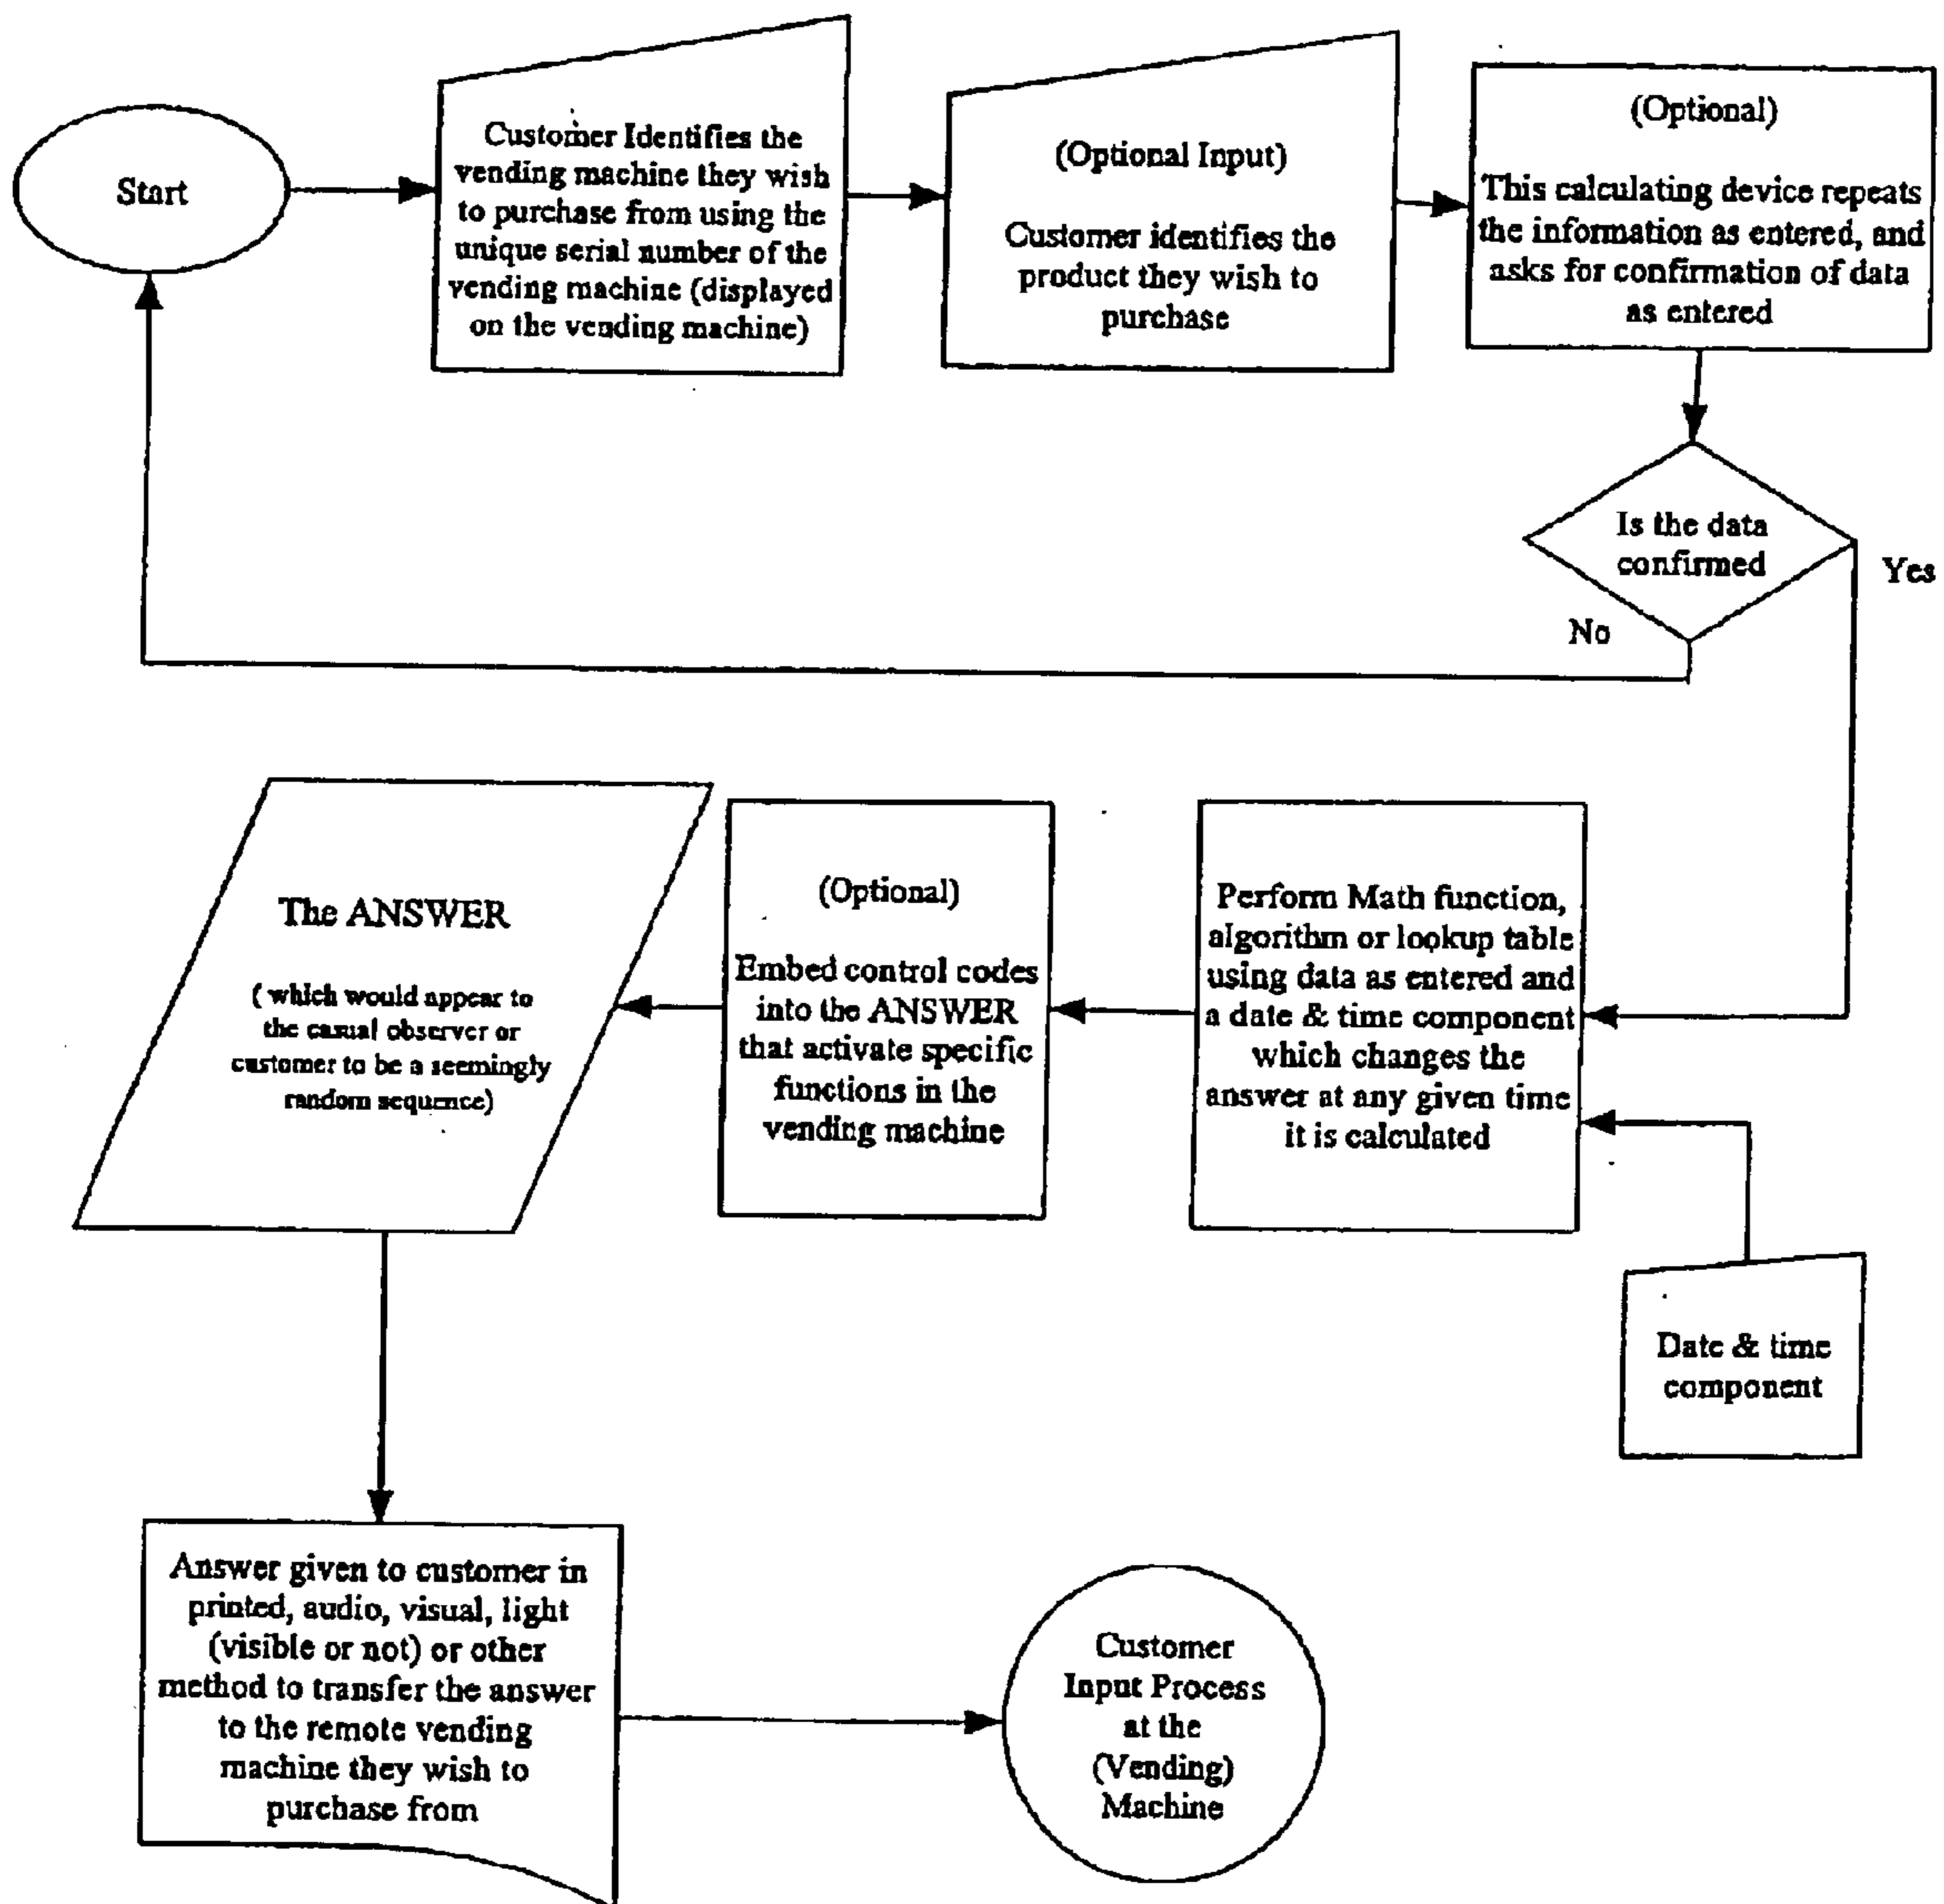 Start
Customer Identifies the
vending machine they wish
to purchase from using the
unique serial number of the
vending machine (displayed
on the vending machine)
(Optional Input)
Customer identifies the
product they wish to
purchase
(Optional)
This calculating device repeats
the information as entered, and
asks for confirmation of data
as entered
Is the data
confirmed
Yes
No
Perform Math function,
algorithm or lookup table
using data as entered and
a date & time component
which changes the
answer at any given time
it is calculated
Date & time
component
(Optional)
Embed control codes
into the ANSWER
that activate specific
functions in the
vending machine
The ANSWER
( which would appear to
the casual observer or
customer to be a seemingly
random sequence)
Answer given to customer in
printed, audio, visual, light
(visible or not) or other
method to transfer the answer
to the remote vending
machine they wish to
purchase from
Customer
Input Process
at the
(Vending)
Machine